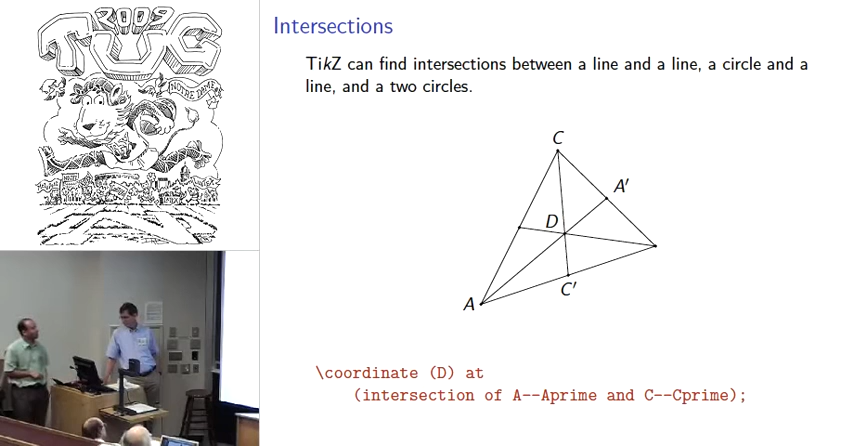 2009
TUG
NOTRE DAME
Intersections
TikZ can find intersections between a line and a line, a circle and a
line, and a two circles.
C
A′
D
A
C′
\coordinate (D) at
(intersection of A--Aprime and C--Cprime);